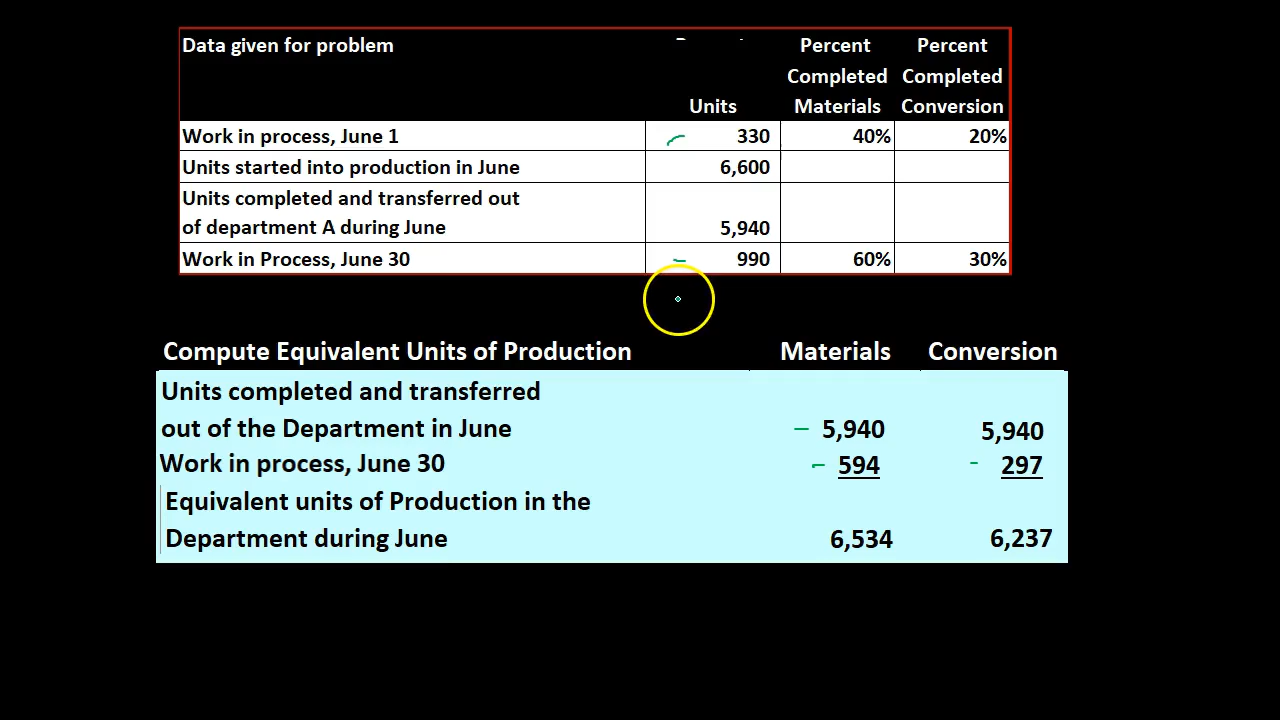 Data given for problem Percent Percent
Completed Completed
Units Materials Conversion
Work in process, June 1 330 40% 20%
Units started into production in June 6,600
Units completed and transferred out
of department A during June 5,940
Work in Process, June 30 990 60% 30%
Compute Equivalent Units of Production Materials Conversion
Units completed and transferred
out of the Department in June 5,940 5,940
Work in process, June 30 594 297
Equivalent units of Production in the
Department during June 6,534 6,237